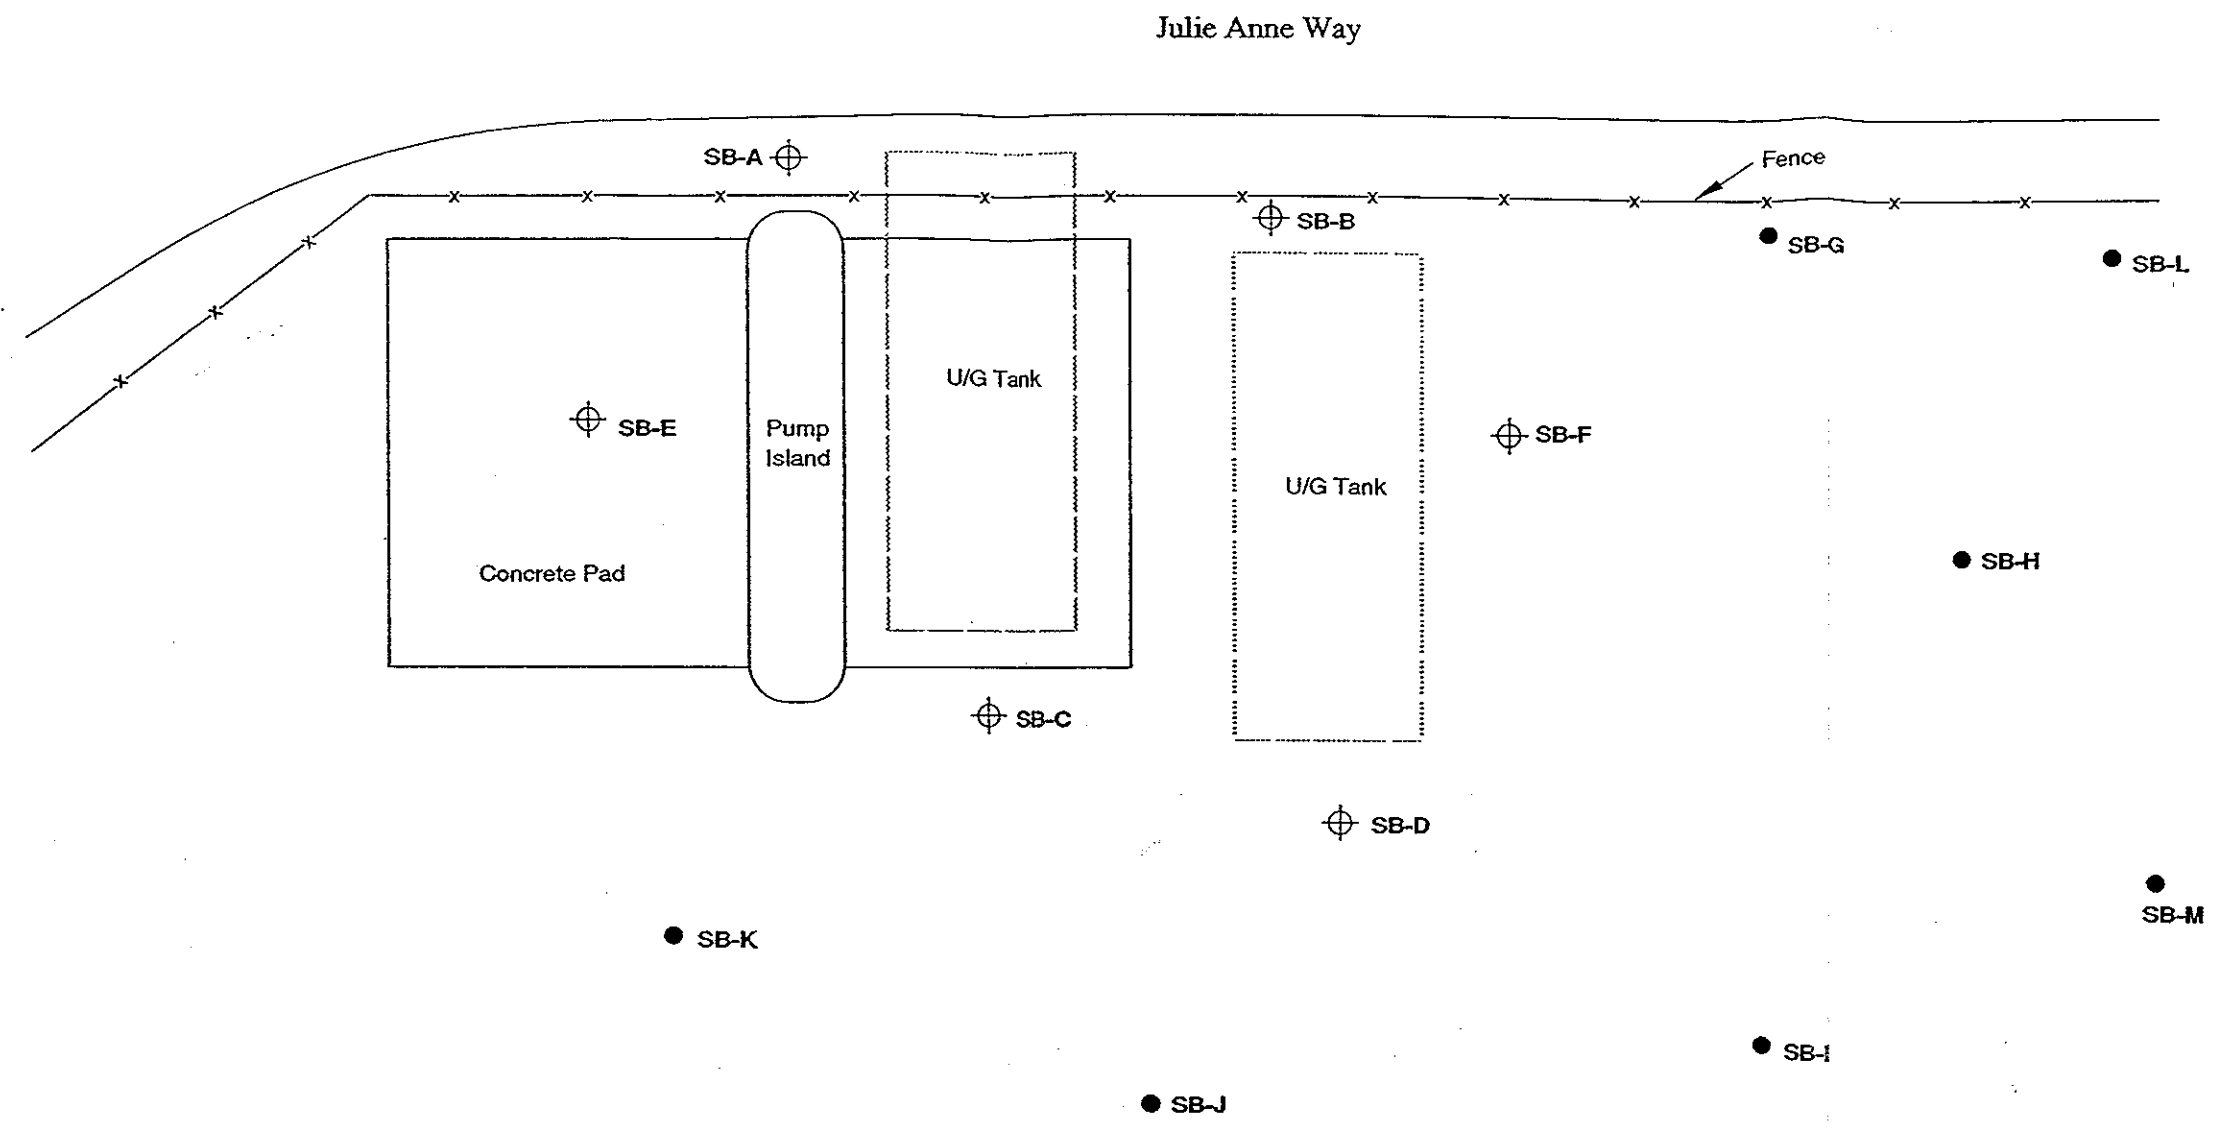 Julie Anne Way
SB-A
Fence
SB-B
SB-G
SB-L
U/G Tank
SB-E
Pump
Island
SB-F
U/G Tank
SB-H
Concrete Pad
SB-C
SB-D
SB-M
SB-K
SB-I
SB-J